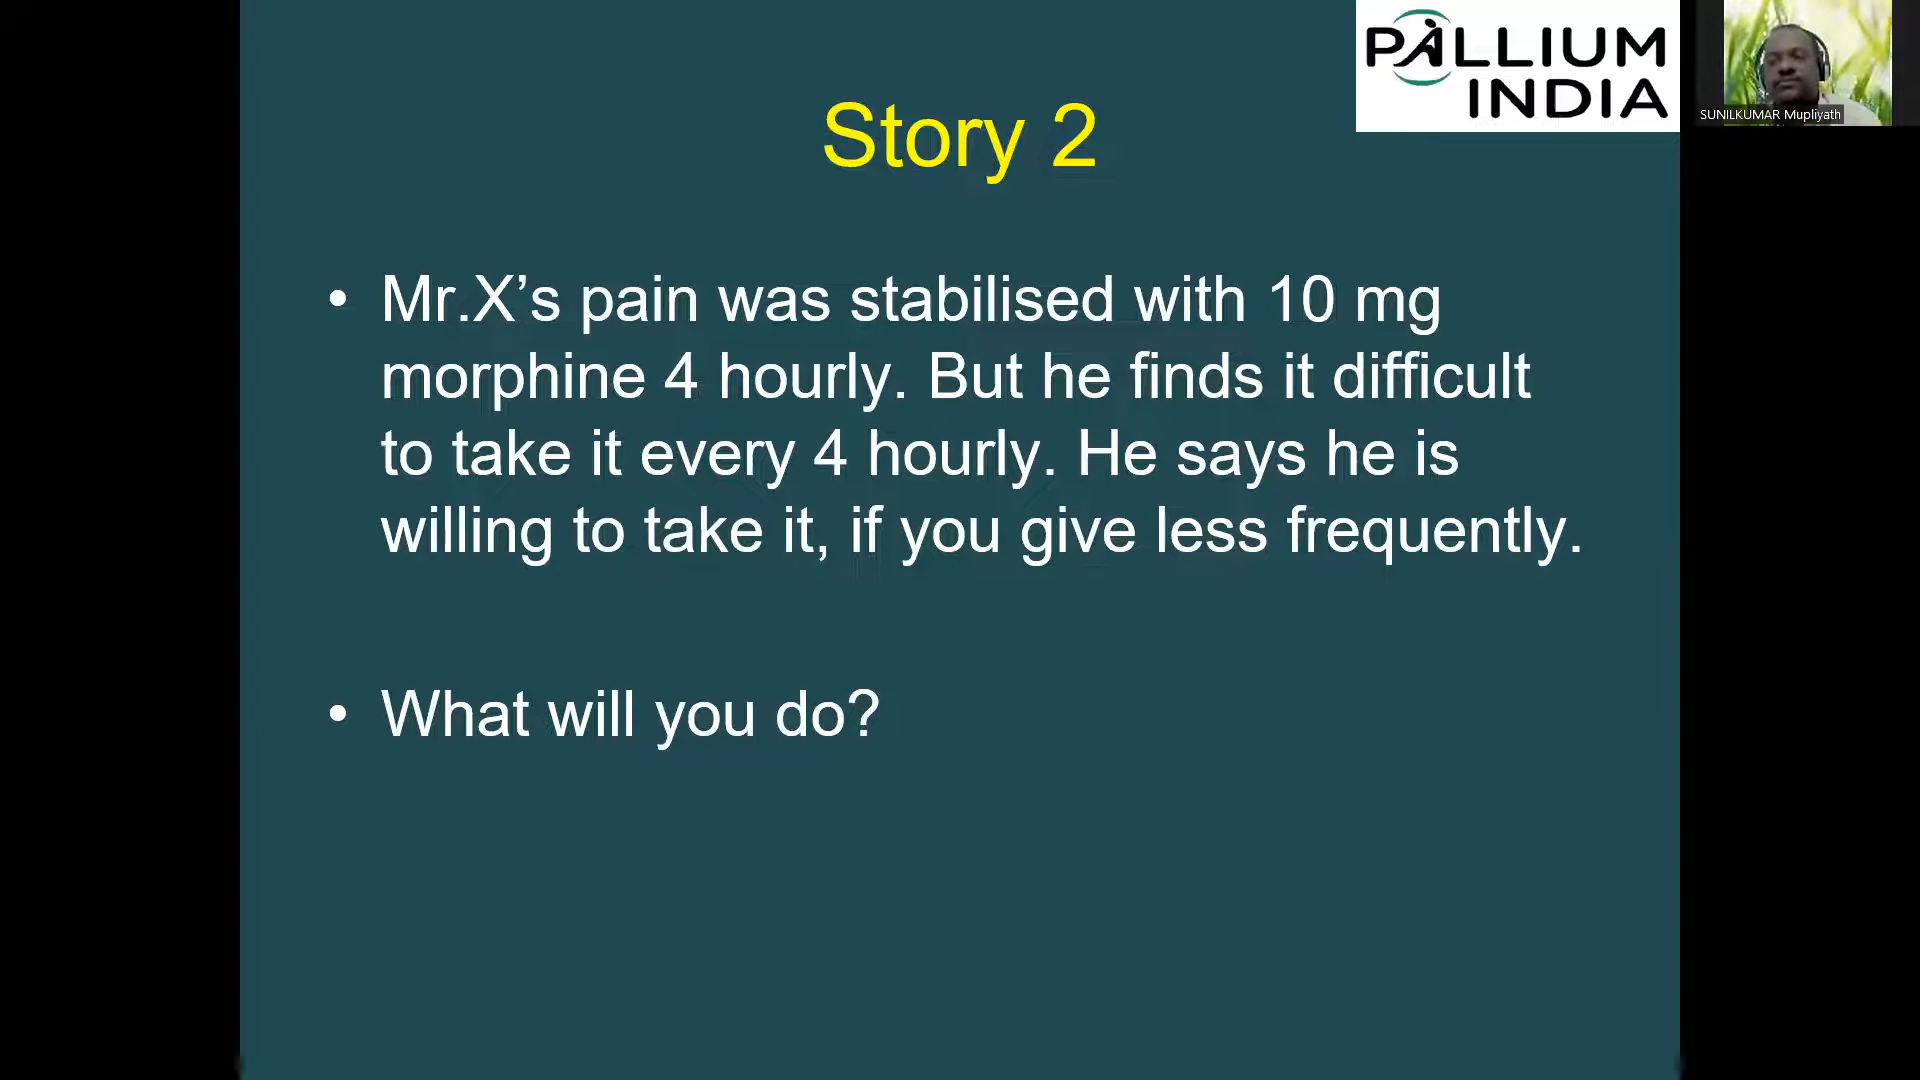 PALLIUM
INDIA
SUNILKUMAR Mupliyath
Story 2
• Mr.X’s pain was stabilised with 10 mg
morphine 4 hourly. But he finds it difficult
to take it every 4 hourly. He says he is
willing to take it, if you give less frequently.
• What will you do?